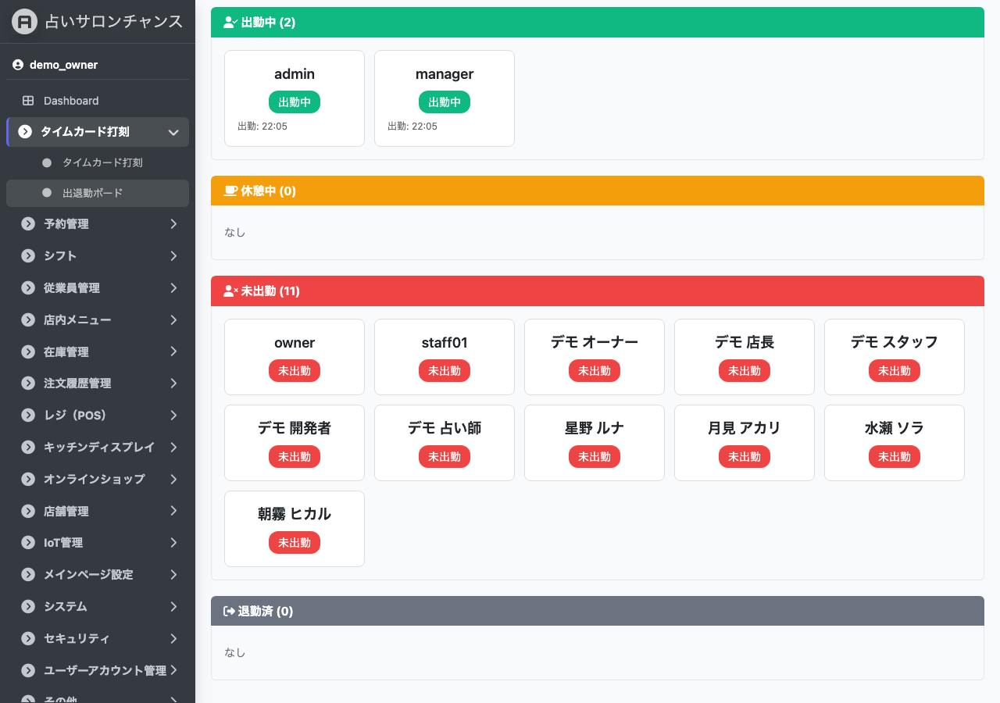 占いサロンチャンス
demo_owner
Dashboard
タイムカード打刻
タイムカード打刻
出退勤ボード
予約管理
シフト
従業員管理
店内メニュー
在庫管理
注文履歴管理
レジ（POS）
キッチンディスプレイ
オンラインショップ
店舗管理
IoT管理
メインページ設定
システム
セキュリティ
ユーザーアカウント管理
その他
出勤中 (2)
admin
出勤中
出勤: 22:05
manager
出勤中
出勤: 22:05
休憩中 (0)
なし
未出勤 (11)
owner
未出勤
staff01
未出勤
デモ オーナー
未出勤
デモ 店長
未出勤
デモ スタッフ
未出勤
デモ 開発者
未出勤
デモ 占い師
未出勤
星野 ルナ
未出勤
月見 アカリ
未出勤
水瀬 ソラ
未出勤
朝霧 ヒカル
未出勤
退勤済 (0)
なし